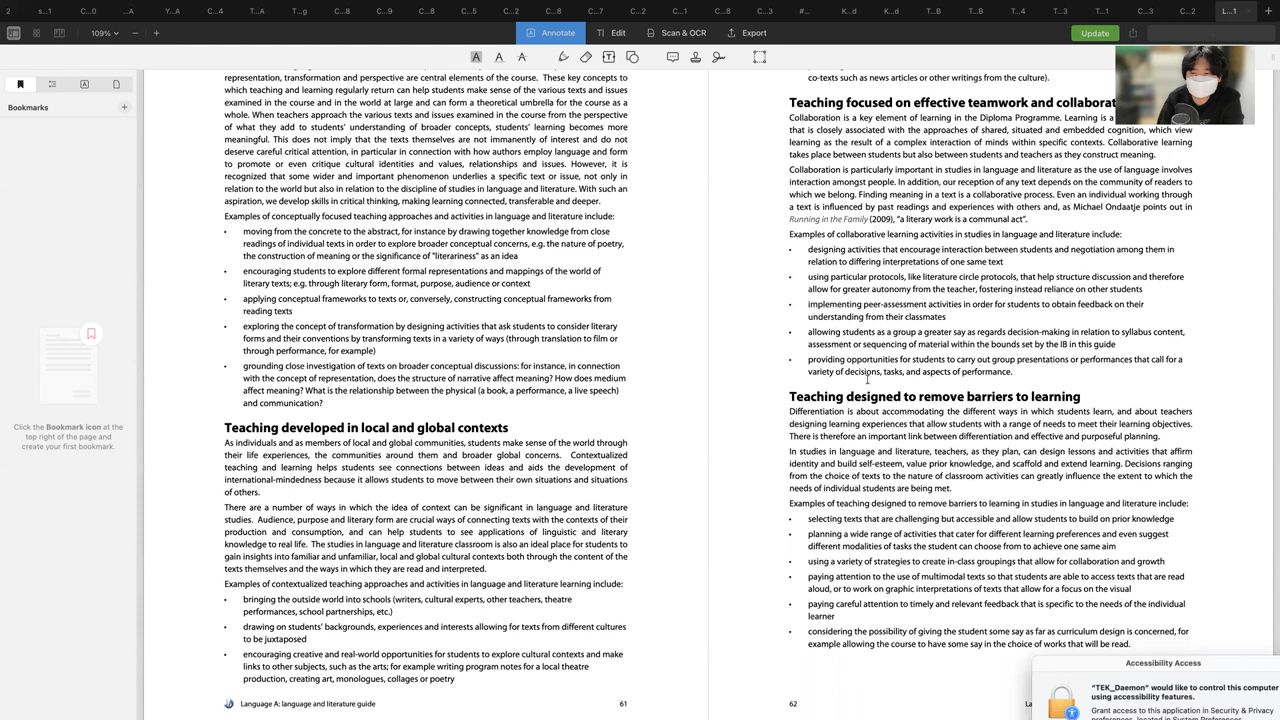 2 s...1 C...4 Y...A C...4 T...g C...8 C...1 C...2 C...1 C...8 C...3 #... K...d K...d T...B T...D C...3 C...2 L...1
109% Annotate Edit Scan & OCR Export Update
Bookmarks
Click the Bookmark icon at the
top right of the page and
create your first bookmark.
representation, transformation and perspective are central elements of the course. These key concepts to
which teaching and learning regularly return can help students make sense of the various texts and issues
examined in the course and in the world at large and can form a theoretical umbrella for the course as a
whole. When teachers approach the various texts and issues examined in the course from the perspective
of what they add to students' understanding of broader concepts, students' learning becomes more
meaningful. This does not imply that the texts themselves are not immanently of interest and do not
deserve careful critical attention, in particular in connection with how authors employ language and form
to promote or even critique cultural identities and values, relationships and issues. However, it is
recognized that some wider and important phenomenon underlies a specific text or issue, not only in
relation to the world but also in relation to the discipline of studies in language and literature. With such an
aspiration, we develop skills in critical thinking, making learning connected, transferable and deeper.
Examples of conceptually focused teaching approaches and activities in language and literature include:
• moving from the concrete to the abstract, for instance by drawing together knowledge from close
readings of individual texts in order to explore broader conceptual concerns, e.g. the nature of poetry,
the construction of meaning or the significance of "literariness" as an idea
• encouraging students to explore different formal representations and mappings of the world of
literary texts; e.g. through literary form, format, purpose, audience or context
• applying conceptual frameworks to texts or, conversely, constructing conceptual frameworks from
reading texts
• exploring the concept of transformation by designing activities that ask students to consider literary
forms and their conventions by transforming texts in a variety of ways (through translation to film or
through performance, for example)
• grounding close investigation of texts on broader conceptual discussions: for instance, in connection
with the concept of representation, does the structure of narrative affect meaning? How does medium
affect meaning? What is the relationship between the physical (a book, a performance, a live speech)
and communication?
Teaching developed in local and global contexts
As individuals and as members of local and global communities, students make sense of the world through
their life experiences, the communities around them and broader global concerns. Contextualized
teaching and learning helps students see connections between ideas and aids the development of
international-mindedness because it allows students to move between their own situations and situations
of others.
There are a number of ways in which the idea of context can be significant in language and literature
studies. Audience, purpose and literary form are crucial ways of connecting texts with the contexts of their
production and consumption, and can help students to see applications of linguistic and literary
knowledge to real life. The studies in language and literature classroom is also an ideal place for students to
gain insights into familiar and unfamiliar, local and global cultural contexts both through the content of the
texts themselves and the ways in which they are read and interpreted.
Examples of contextualized teaching approaches and activities in language and literature learning include:
• bringing the outside world into schools (writers, cultural experts, other teachers, theatre
performances, school partnerships, etc.)
• drawing on students' backgrounds, experiences and interests allowing for texts from different cultures
to be juxtaposed
• encouraging creative and real-world opportunities for students to explore cultural contexts and make
links to other subjects, such as the arts; for example writing program notes for a local theatre
production, creating art, monologues, collages or poetry
Language A: language and literature guide 61
co-texts such as news articles or other writings from the culture).
Teaching focused on effective teamwork and collaborat
Collaboration is a key element of learning in the Diploma Programme. Learning is a
that is closely associated with the approaches of shared, situated and embedded cognition, which view
learning as the result of a complex interaction of minds within specific contexts. Collaborative learning
takes place between students but also between students and teachers as they construct meaning.
Collaboration is particularly important in studies in language and literature as the use of language involves
interaction amongst people. In addition, our reception of any text depends on the community of readers to
which we belong. Finding meaning in a text is a collaborative process. Even an individual working through
a text is influenced by past readings and experiences with others and, as Michael Ondaatje points out in
Running in the Family (2009), "a literary work is a communal act".
Examples of collaborative learning activities in studies in language and literature include:
• designing activities that encourage interaction between students and negotiation among them in
relation to differing interpretations of one same text
• using particular protocols, like literature circle protocols, that help structure discussion and therefore
allow for greater autonomy from the teacher, fostering instead reliance on other students
• implementing peer-assessment activities in order for students to obtain feedback on their
understanding from their classmates
• allowing students as a group a greater say as regards decision-making in relation to syllabus content,
assessment or sequencing of material within the bounds set by the IB in this guide
• providing opportunities for students to carry out group presentations or performances that call for a
variety of decisions, tasks, and aspects of performance.
Teaching designed to remove barriers to learning
Differentiation is about accommodating the different ways in which students learn, and about teachers
designing learning experiences that allow students with a range of needs to meet their learning objectives.
There is therefore an important link between differentiation and effective and purposeful planning.
In studies in language and literature, teachers, as they plan, can design lessons and activities that affirm
identity and build self-esteem, value prior knowledge, and scaffold and extend learning. Decisions ranging
from the choice of texts to the nature of classroom activities can greatly influence the extent to which the
needs of individual students are being met.
Examples of teaching designed to remove barriers to learning in studies in language and literature include:
• selecting texts that are challenging but accessible and allow students to build on prior knowledge
• planning a wide range of activities that cater for different learning preferences and even suggest
different modalities of tasks the student can choose from to achieve one same aim
• using a variety of strategies to create in-class groupings that allow for collaboration and growth
• paying attention to the use of multimodal texts so that students are able to access texts that are read
aloud, or to work on graphic interpretations of texts that allow for a focus on the visual
• paying careful attention to timely and relevant feedback that is specific to the needs of the individual
learner
• considering the possibility of giving the student some say as far as curriculum design is concerned, for
example allowing the course to have some say in the choice of works that will be read.
62 La
Accessibility Access
"TEK_Daemon" would like to control this computer
using accessibility features.
Grant access to this application in Security & Privacy
preferences, located in System Preferences.